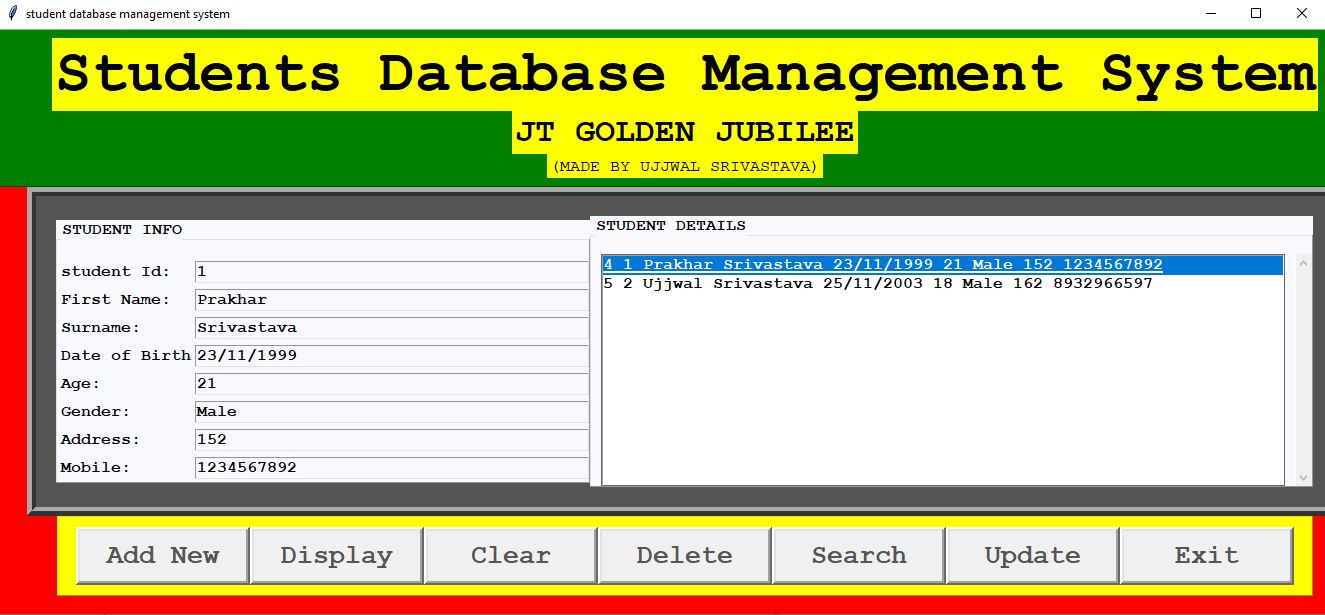 student database management system
Students Database Management System
JT GOLDEN JUBILEE
(MADE BY UJJWAL SRIVASTAVA)
STUDENT INFO
student Id: 1
First Name: Prakhar
Surname: Srivastava
Date of Birth 23/11/1999
Age: 21
Gender: Male
Address: 152
Mobile: 1234567892
STUDENT DETAILS
4 1 Prakhar Srivastava 23/11/1999 21 Male 152 1234567892
5 2 Ujjwal Srivastava 25/11/2003 18 Male 162 8932966597
Add New Display Clear Delete Search Update Exit